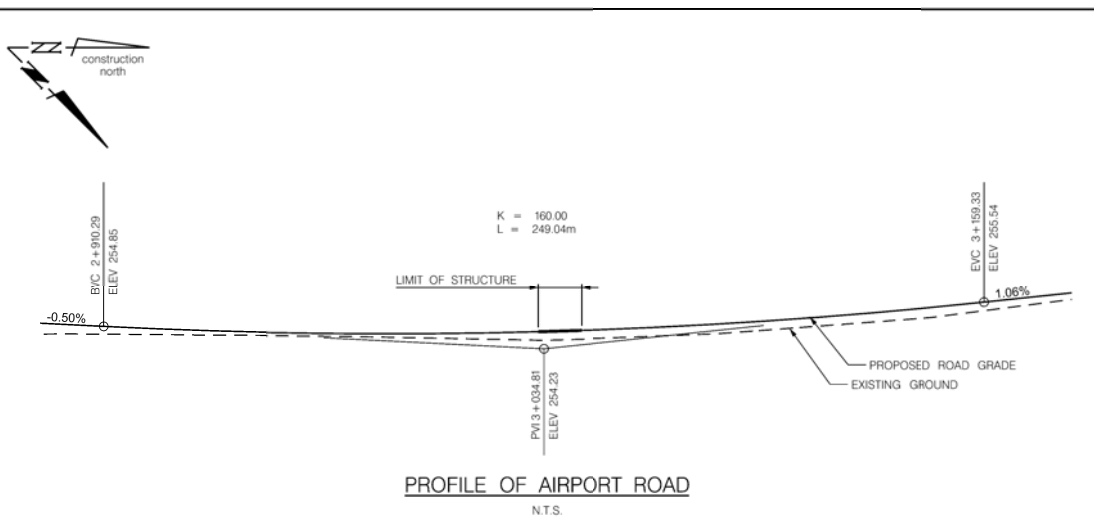 N
construction
north
N
BVC 2+910.29
ELEV 254.85
K = 160.00
L = 249.04m
LIMIT OF STRUCTURE
EVC 3+159.33
ELEV 255.54
-0.50%
1.06%
PROPOSED ROAD GRADE
EXISTING GROUND
PVI 3+034.81
ELEV 254.23
PROFILE OF AIRPORT ROAD
N.T.S.